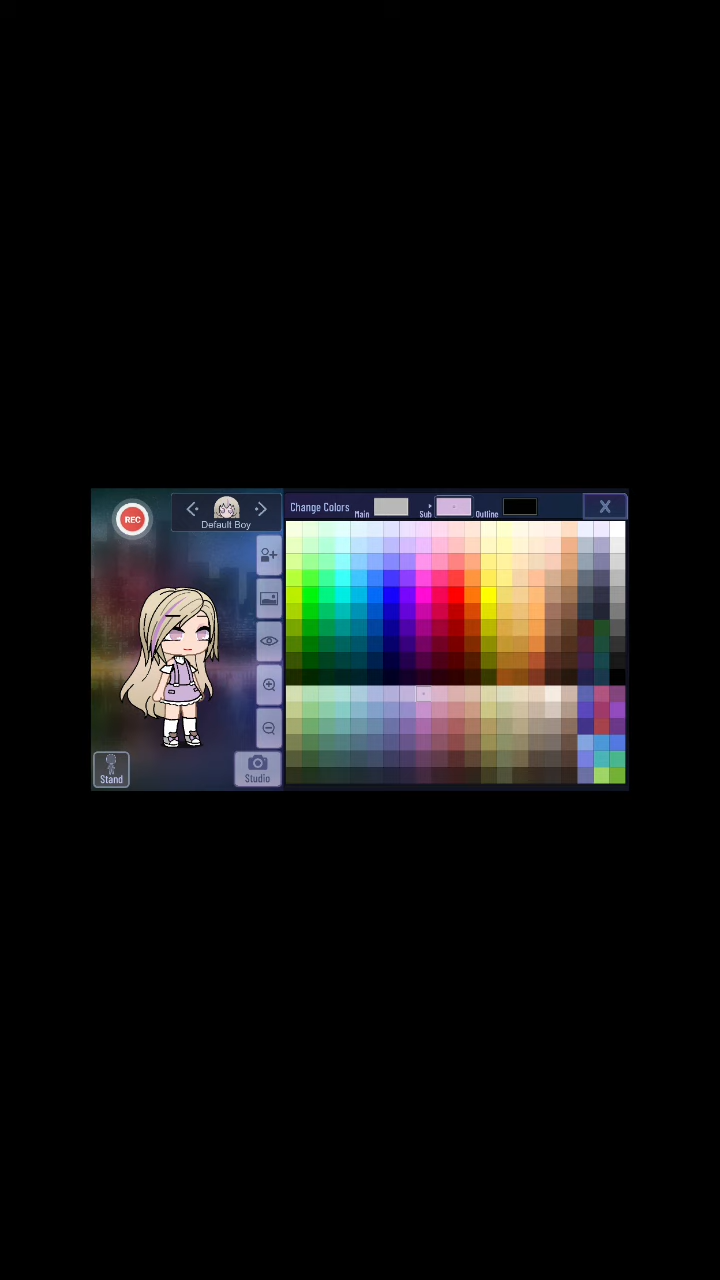 REC
Default Boy
Change Colors
Main
Sub
Outline
X
Stand
Studio